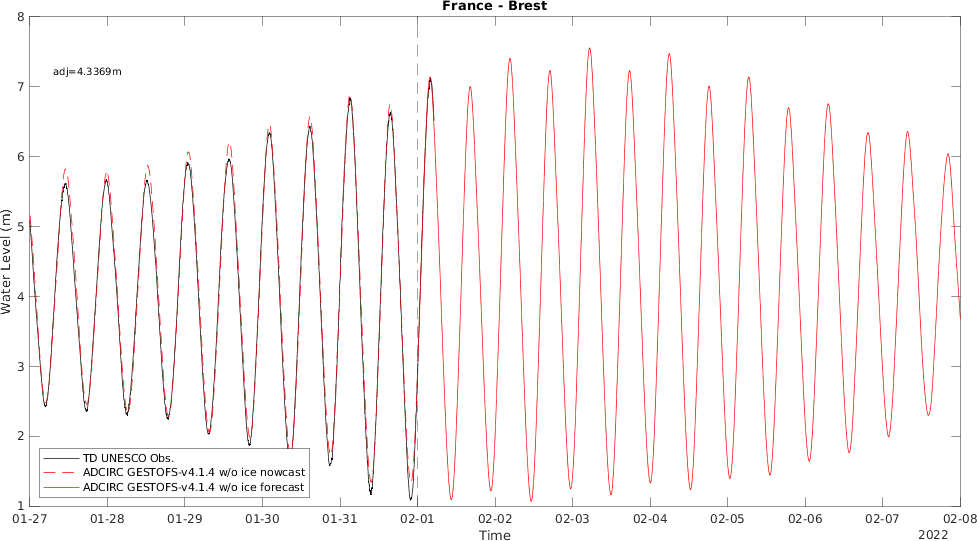 France - Brest
8
adj=4.3369m
7
6
5
4
3
2
1
Water Level (m)
TD UNESCO Obs.
ADCIRC GESTOFS-v4.1.4 w/o ice nowcast
ADCIRC GESTOFS-v4.1.4 w/o ice forecast
01-27 01-28 01-29 01-30 01-31 02-01 02-02 02-03 02-04 02-05 02-06 02-07 02-08
Time
2022